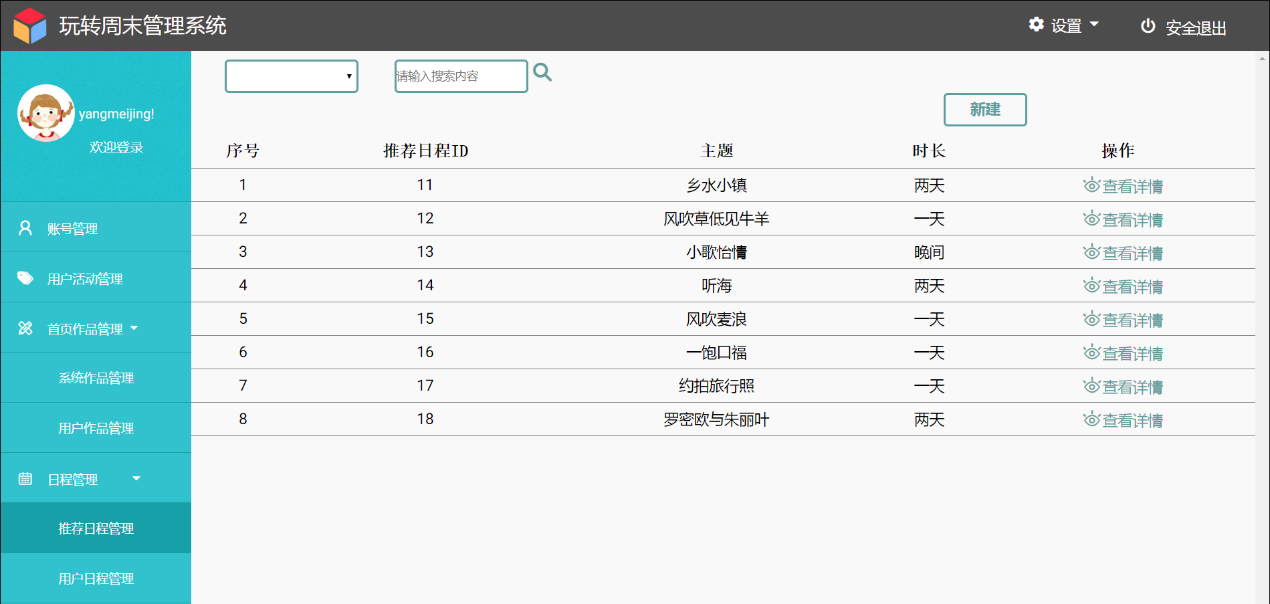 玩转周末管理系统
设置
安全退出
yangmeijing!
欢迎登录
请输入搜索内容
新建
序号 推荐日程ID 主题 时长 操作
1 11 乡水小镇 两天 查看详情
2 12 风吹草低见牛羊 一天 查看详情
3 13 小歌怡情 晚间 查看详情
4 14 听海 两天 查看详情
5 15 风吹麦浪 一天 查看详情
6 16 一饱口福 一天 查看详情
7 17 约拍旅行照 一天 查看详情
8 18 罗密欧与朱丽叶 两天 查看详情
账号管理
用户活动管理
首页作品管理
系统作品管理
用户作品管理
日程管理
推荐日程管理
用户日程管理